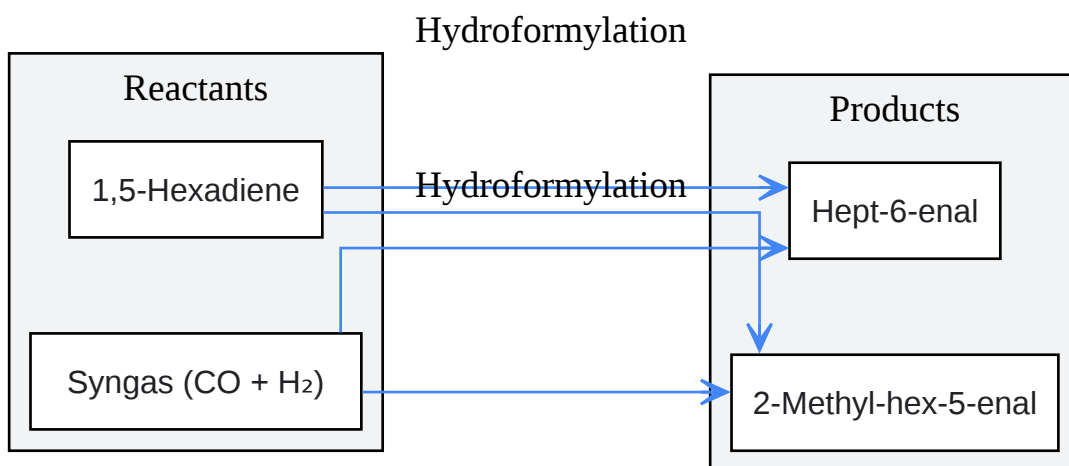 Hydroformylation
Reactants
Products
1,5-Hexadiene
Hydroformylation
Hept-6-enal
Syngas (CO + H₂)
2-Methyl-hex-5-enal